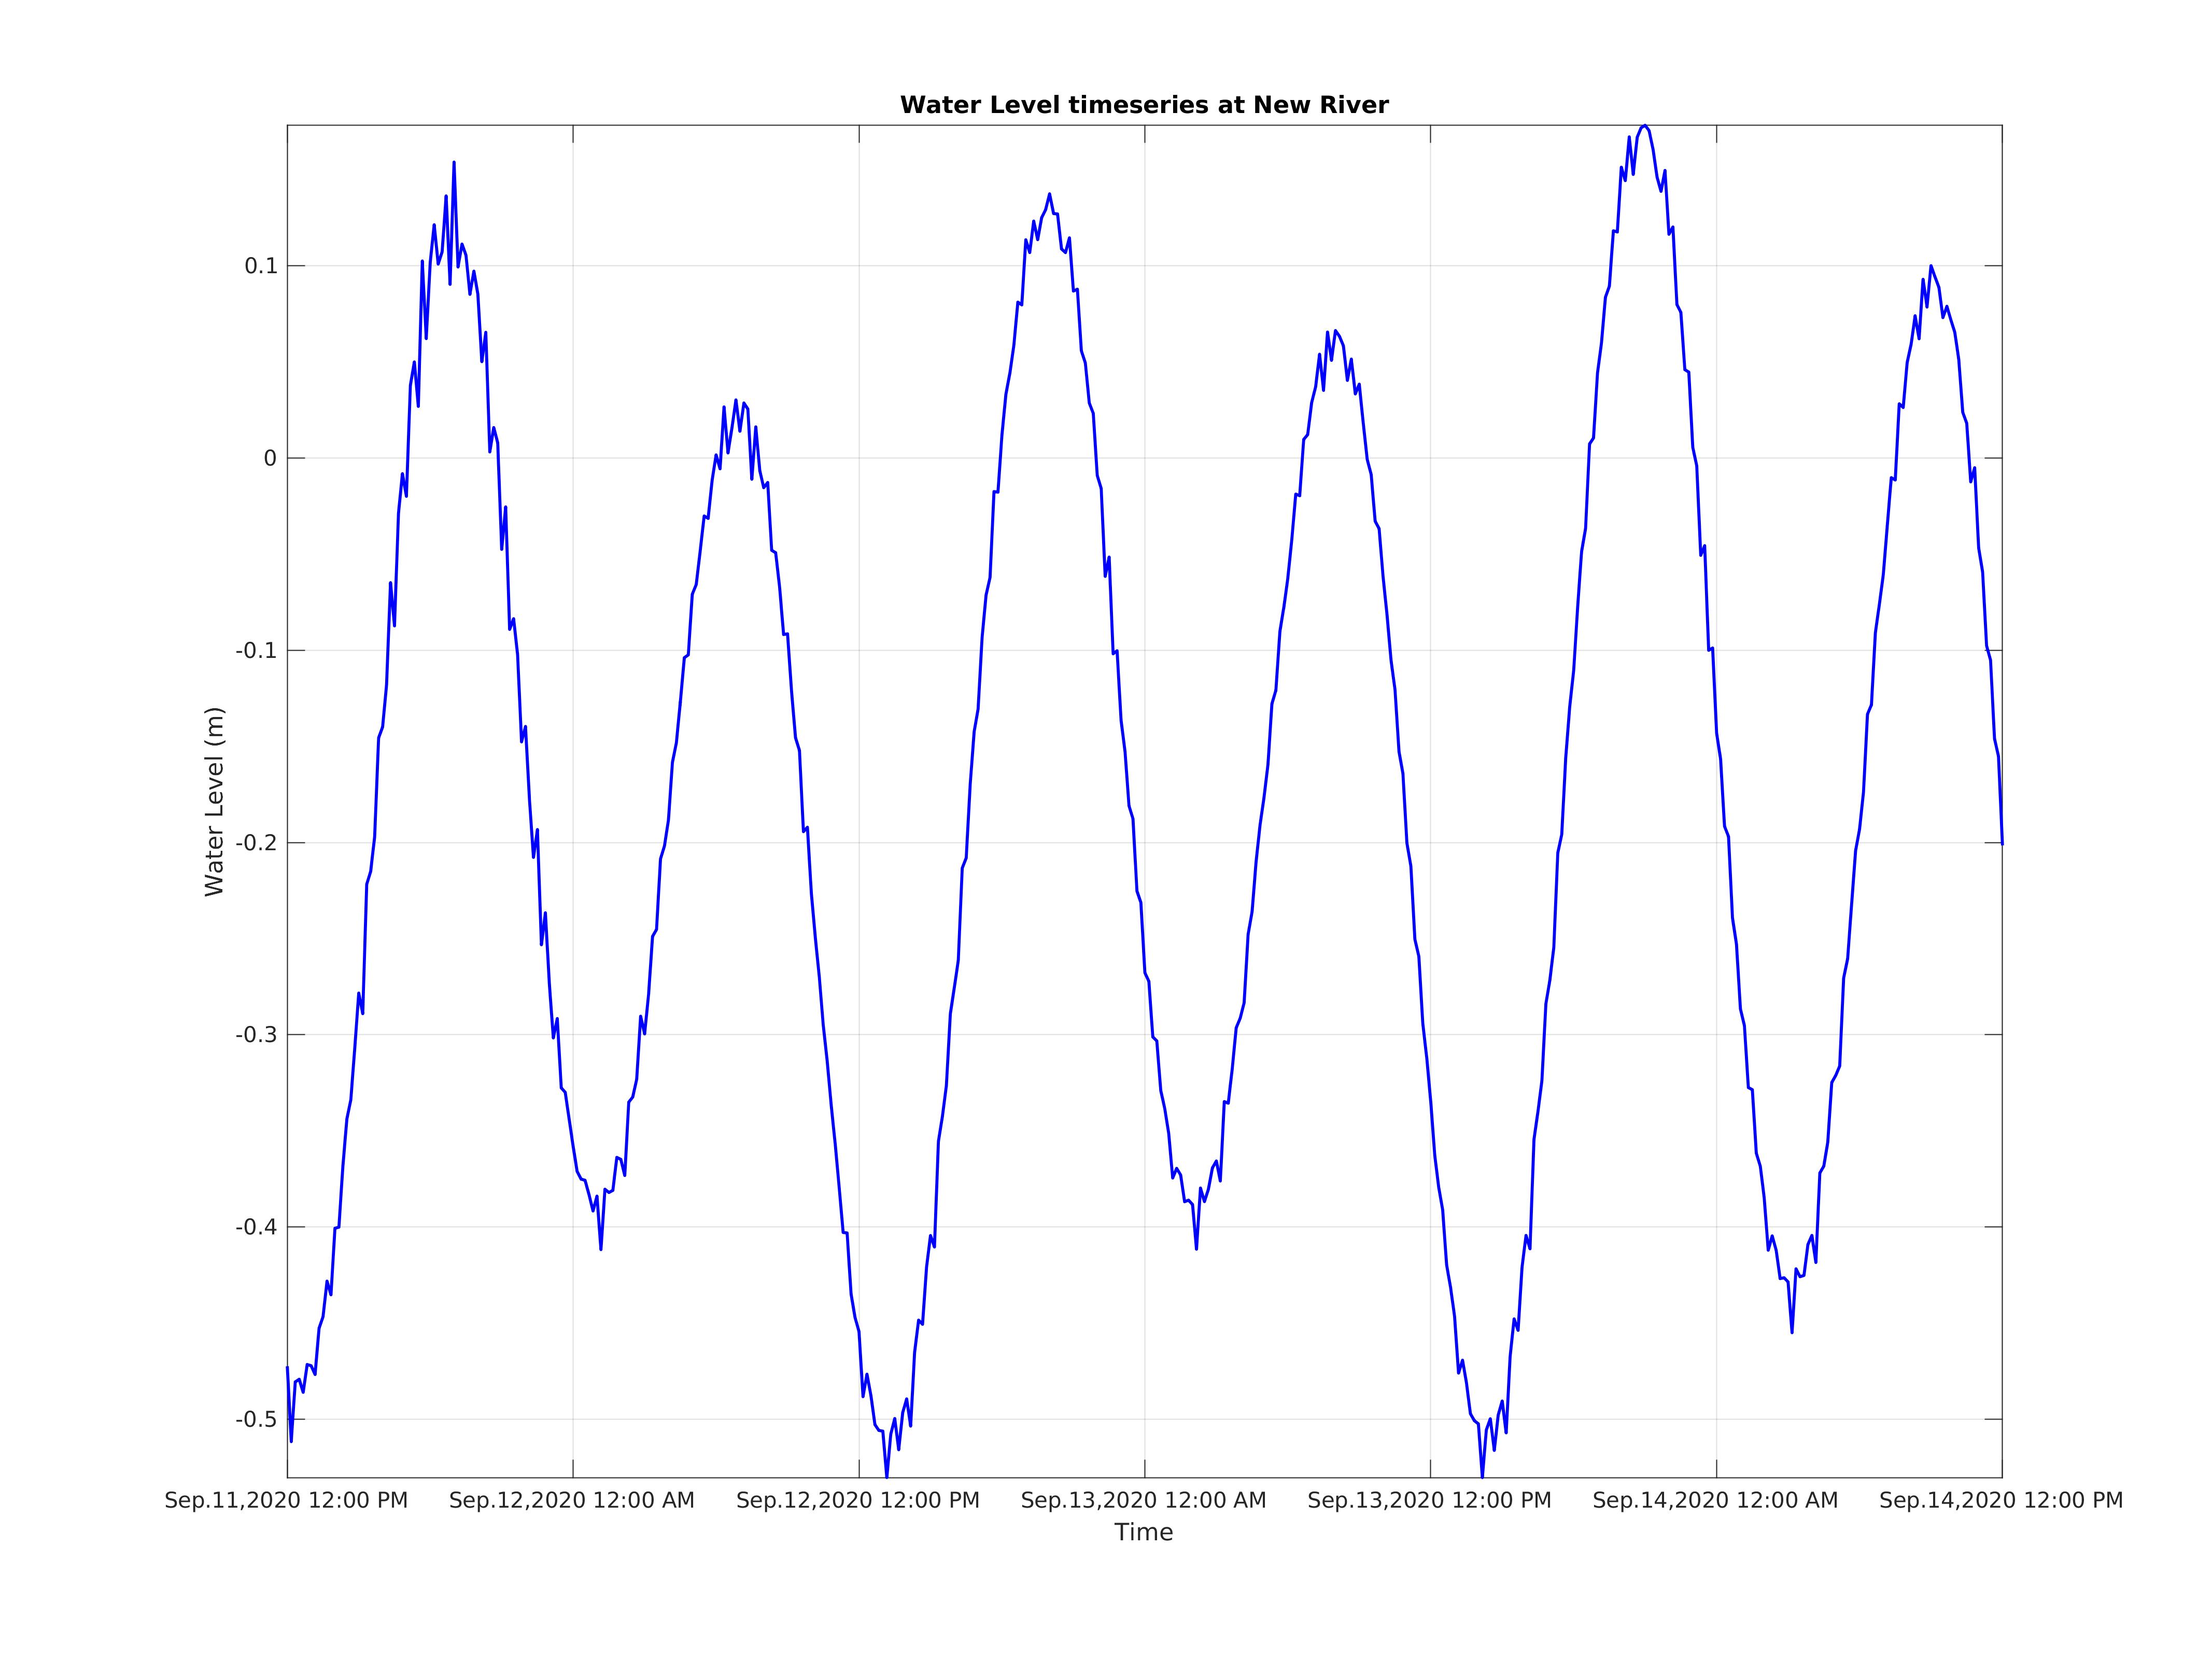 Water Level timeseries at New River
0.1
0
-0.1
-0.2
-0.3
-0.4
-0.5
Water Level (m)
Sep.11,2020 12:00 PM
Sep.12,2020 12:00 AM
Sep.12,2020 12:00 PM
Sep.13,2020 12:00 AM
Sep.13,2020 12:00 PM
Sep.14,2020 12:00 AM
Sep.14,2020 12:00 PM
Time